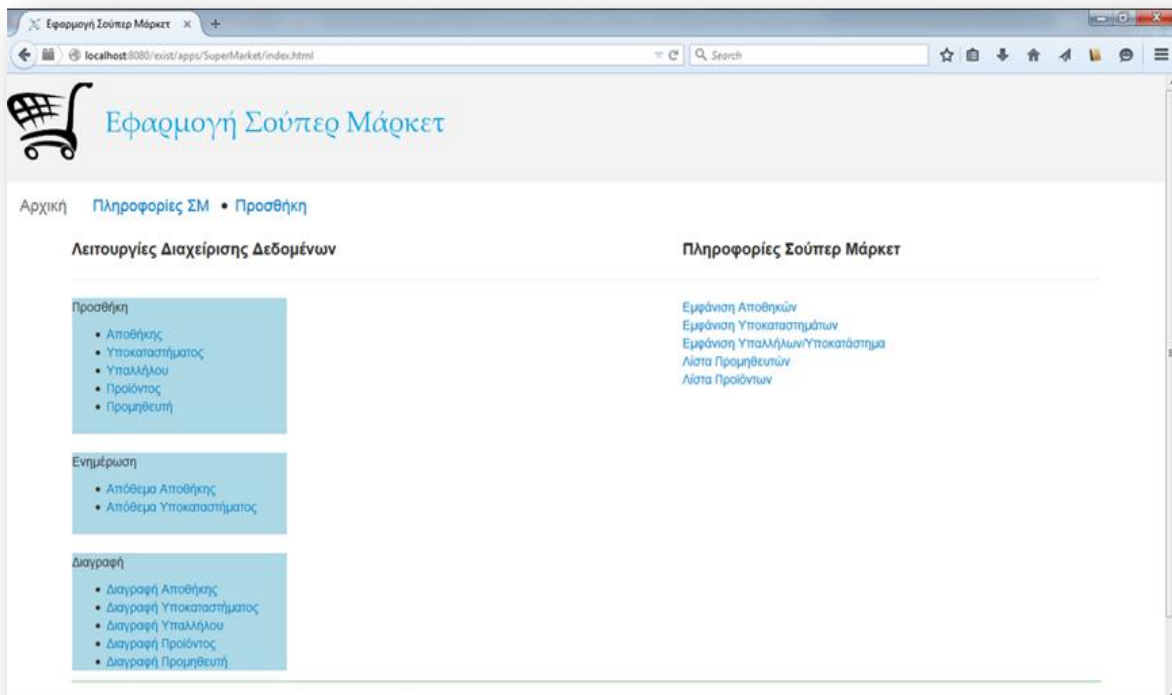 Εφαρμογή Σούπερ Μάρκετ
localhost:8080/exist/apps/SuperMarket/index.html
Search
Εφαρμογή Σούπερ Μάρκετ
Αρχική Πληροφορίες ΣΜ • Προσθήκη
Λειτουργίες Διαχείρισης Δεδομένων
Προσθήκη
• Αποθήκης
• Υποκαταστήματος
• Υπαλλήλου
• Προϊόντος
• Προμηθευτή
Ενημέρωση
• Απόθεμα Αποθήκης
• Απόθεμα Υποκαταστήματος
Διαγραφή
• Διαγραφή Αποθήκης
• Διαγραφή Υποκαταστήματος
• Διαγραφή Υπαλλήλου
• Διαγραφή Προϊόντος
• Διαγραφή Προμηθευτή
Πληροφορίες Σούπερ Μάρκετ
Εμφάνιση Αποθηκών
Εμφάνιση Υποκαταστημάτων
Εμφάνιση Υπαλλήλων/Υποκατάστημα
Λίστα Προμηθευτών
Λίστα Προϊόντων